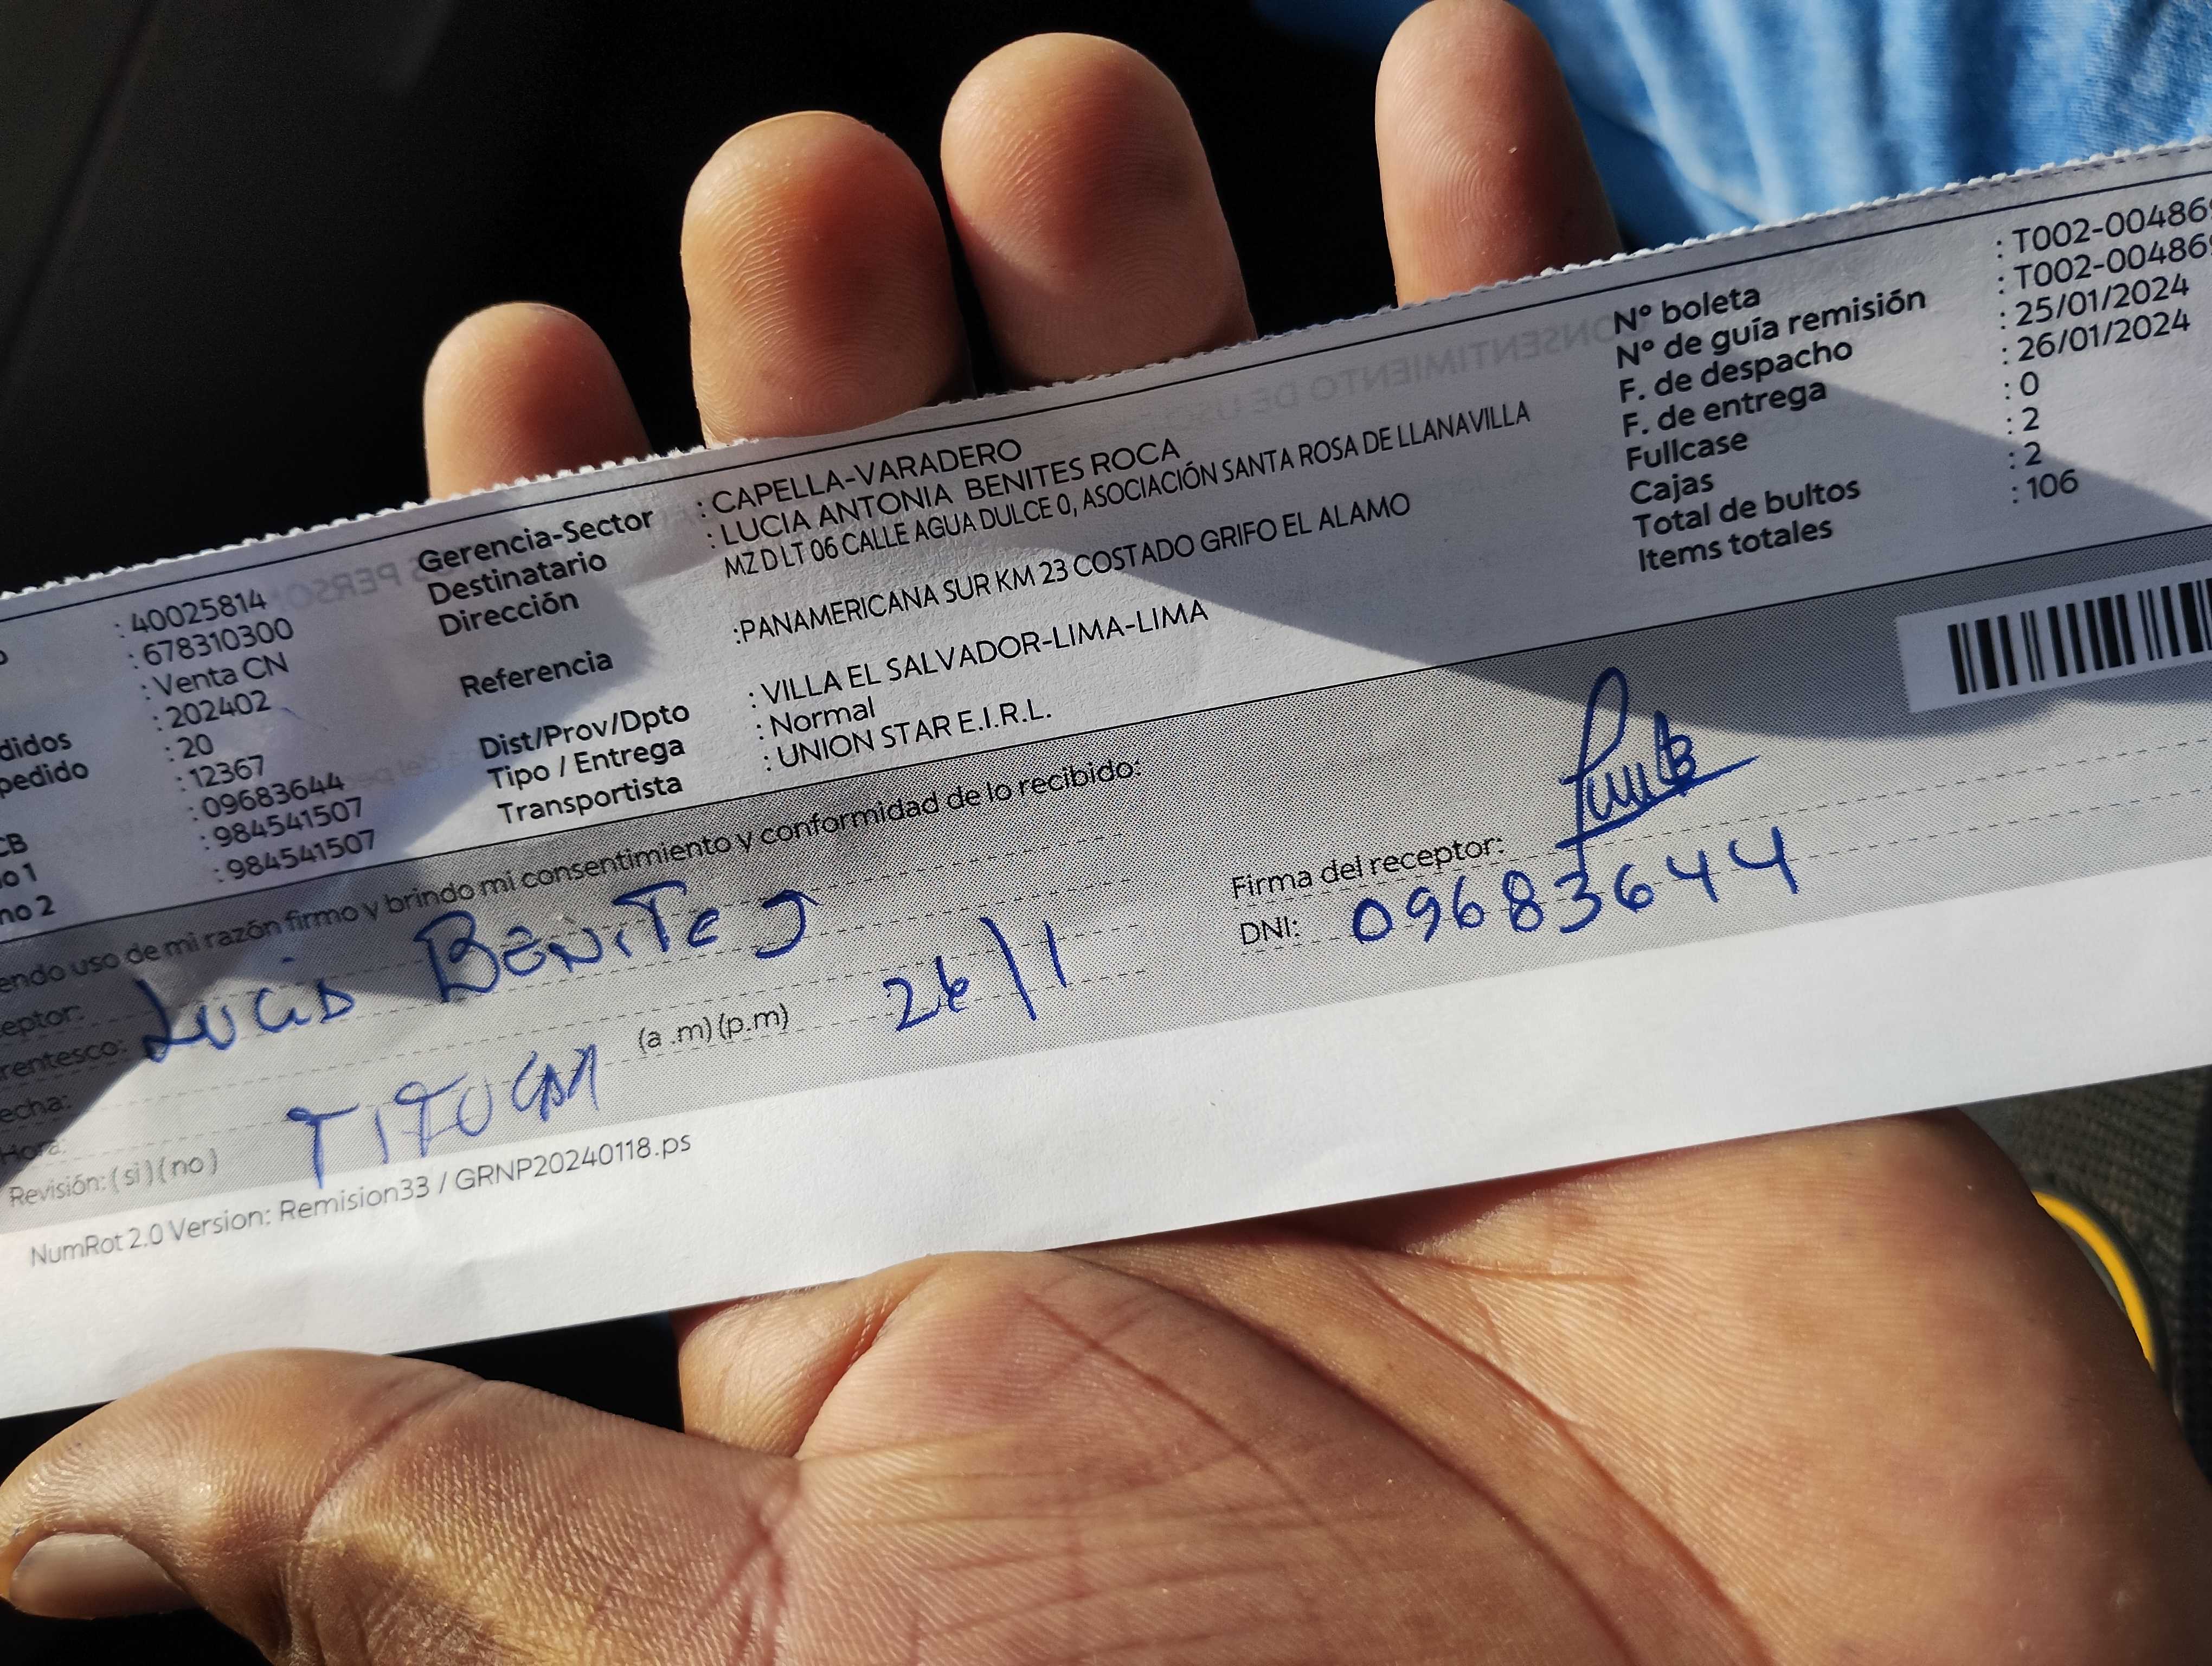 : 40025814
: 678310300
: Venta CN
didos : 202402
pedido : 20
: 12367
CB : 09683644
o 1 : 984541507
no 2 : 984541507
Gerencia-Sector : CAPELLA-VARADERO
Destinatario : LUCIA ANTONIA BENITES ROCA
Dirección MZ D LT 06 CALLE AGUA DULCE 0, ASOCIACIÓN SANTA ROSA DE LLANAVILLA
Referencia :PANAMERICANA SUR KM 23 COSTADO GRIFO EL ALAMO
Dist/Prov/Dpto : VILLA EL SALVADOR-LIMA-LIMA
Tipo / Entrega : Normal
Transportista : UNION STAR E.I.R.L.
N° boleta : T002-00486
N° de guía remisión : T002-00486
F. de despacho : 25/01/2024
F. de entrega : 26/01/2024
Fullcase : 0
Cajas : 2
Total de bultos : 2
Items totales : 106
endo uso de mi razón firmo y brindo mi consentimiento y conformidad de lo recibido:
eptor: LUCIA BENITES
rentesco:
echa:
Hora: (a .m) (p.m) 26/1
Revisión: ( si ) ( no ) TITULAR
Firma del receptor:
DNI: 09683644
NumRot 2.0 Version: Remision33 / GRNP20240118.ps